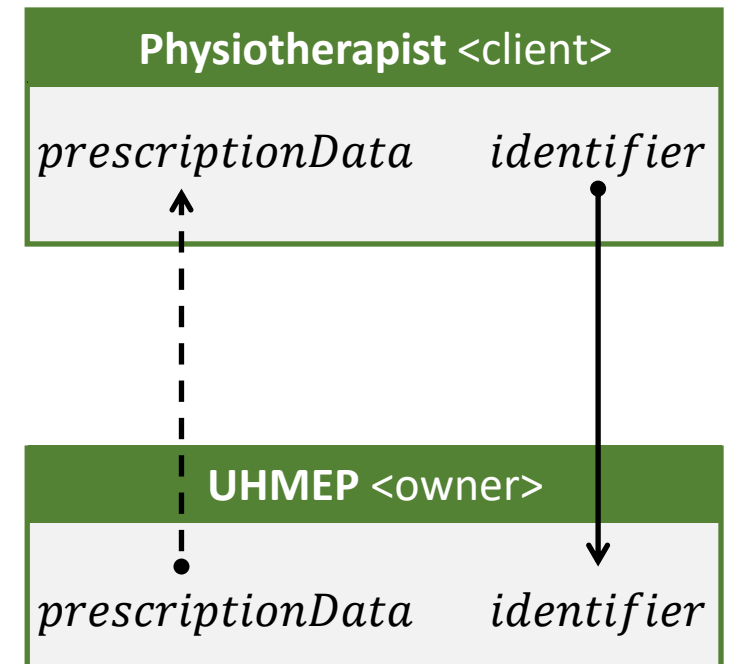 Physiotherapist <client>
prescriptionData identifier
UHMEP <owner>
prescriptionData identifier